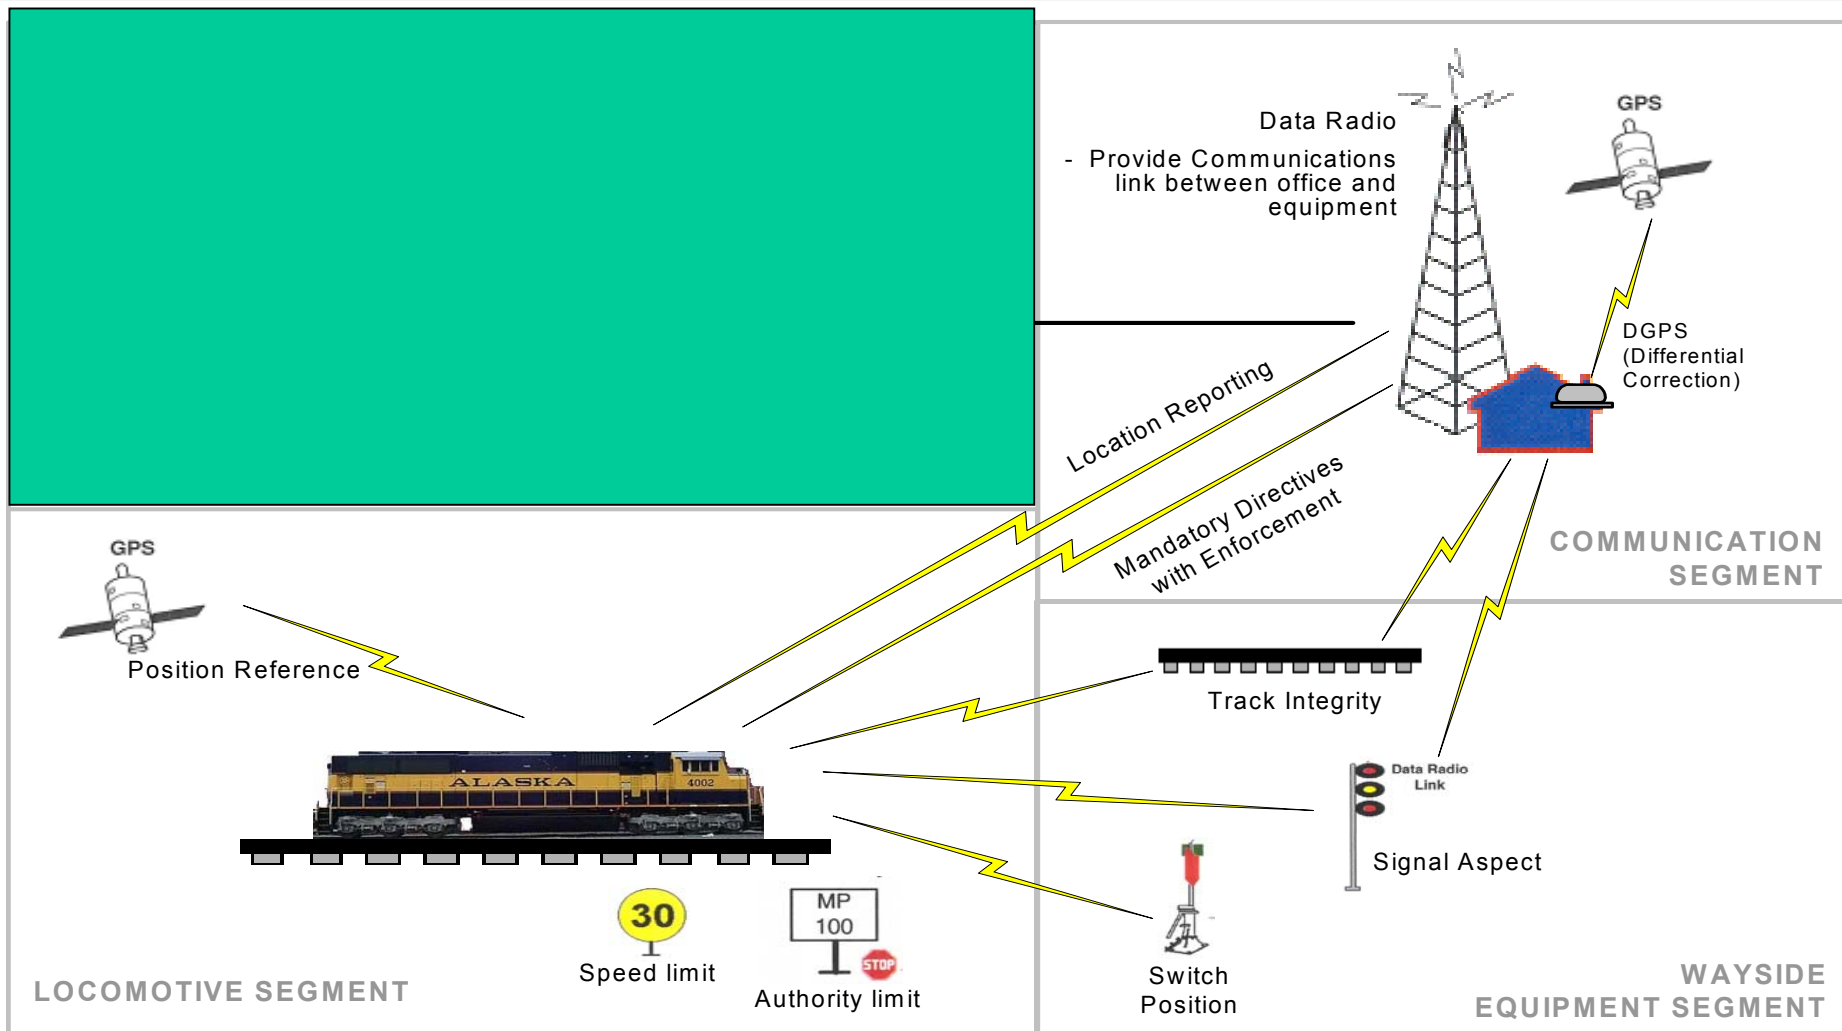 GPS
Data Radio
- Provide Communications
link between office and
equipment
DGPS
(Differential
Correction)
Location Reporting
Mandatory Directives
with Enforcement
COMMUNICATION
SEGMENT
GPS
Position Reference
ALASKA
4002
30
Speed limit
MP
100
STOP
Authority limit
LOCOMOTIVE SEGMENT
Track Integrity
Data Radio
Link
Signal Aspect
Switch
Position
WAYSIDE
EQUIPMENT SEGMENT